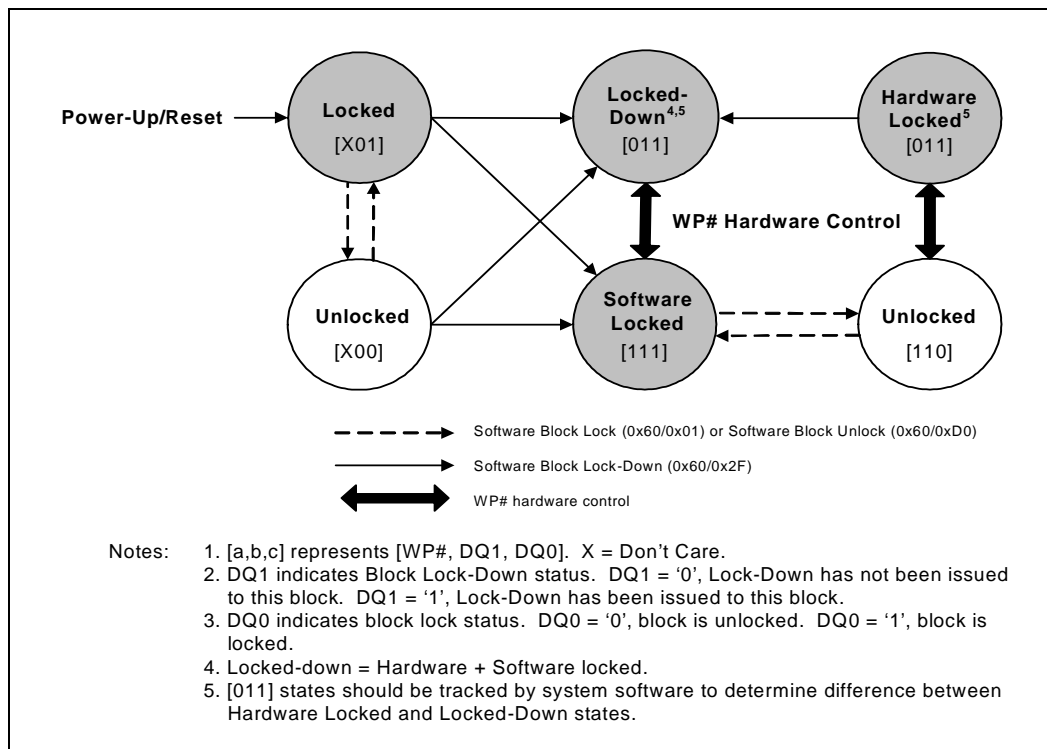 Power-Up/Reset
Locked
[X01]
Locked-
Down4,5
[011]
Hardware
Locked5
[011]
WP# Hardware Control
Unlocked
[X00]
Software
Locked
[111]
Unlocked
[110]
Software Block Lock (0x60/0x01) or Software Block Unlock (0x60/0xD0)
Software Block Lock-Down (0x60/0x2F)
WP# hardware control
Notes: 1. [a,b,c] represents [WP#, DQ1, DQ0]. X = Don't Care.
2. DQ1 indicates Block Lock-Down status. DQ1 = ‘0’, Lock-Down has not been issued
to this block. DQ1 = ‘1’, Lock-Down has been issued to this block.
3. DQ0 indicates block lock status. DQ0 = ‘0’, block is unlocked. DQ0 = ‘1’, block is
locked.
4. Locked-down = Hardware + Software locked.
5. [011] states should be tracked by system software to determine difference between
Hardware Locked and Locked-Down states.